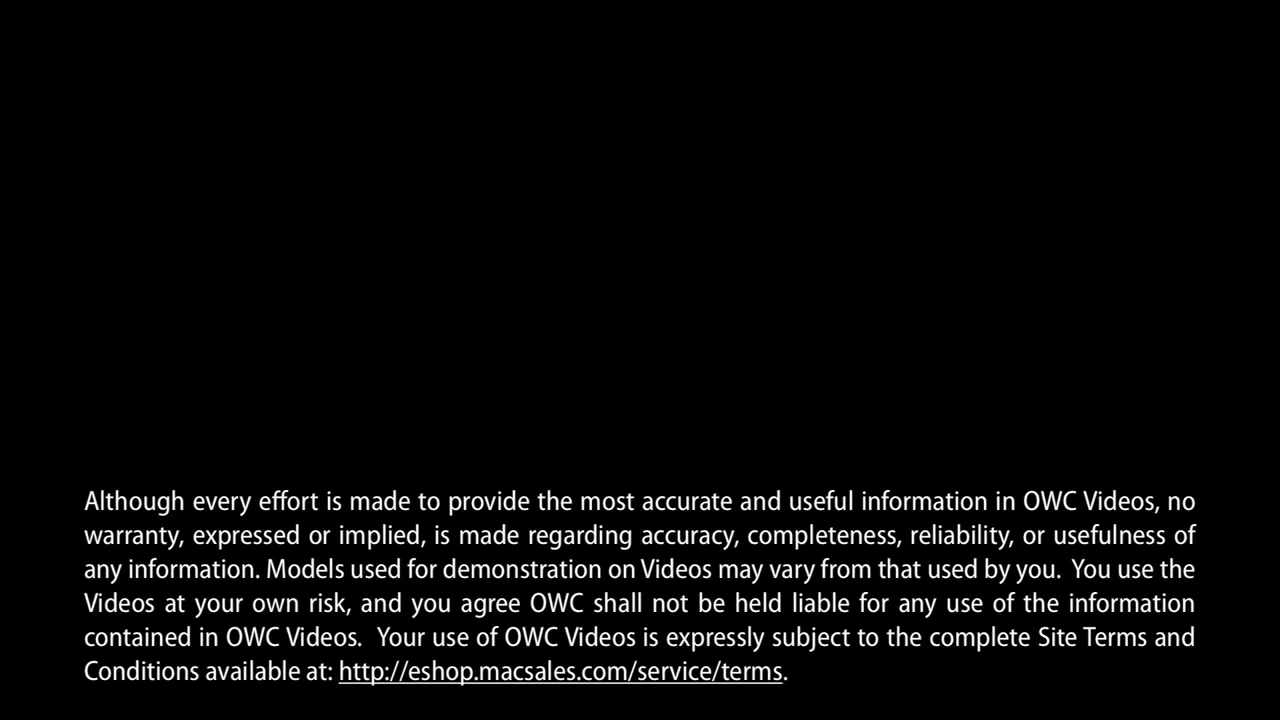 Although every effort is made to provide the most accurate and useful information in OWC Videos, no
warranty, expressed or implied, is made regarding accuracy, completeness, reliability, or usefulness of
any information. Models used for demonstration on Videos may vary from that used by you.  You use the
Videos at your own risk, and you agree OWC shall not be held liable for any use of the information
contained in OWC Videos.  Your use of OWC Videos is expressly subject to the complete Site Terms and
Conditions available at: http://eshop.macsales.com/service/terms.